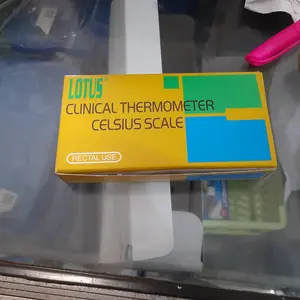 LOTUS
CLINICAL THERMOMETER
CELSIUS SCALE
RECTAL USE